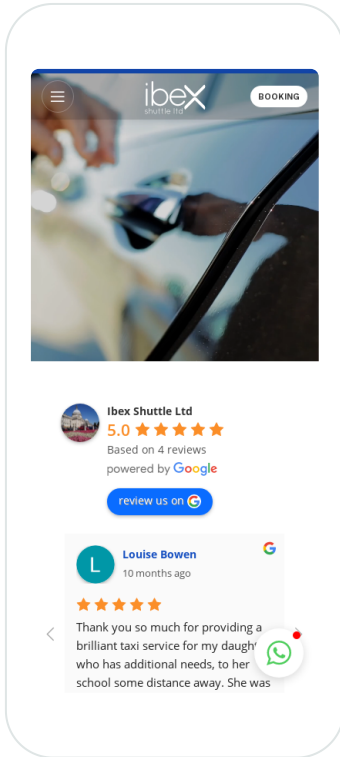 ibex
shuttle ltd
BOOKING
Ibex Shuttle Ltd
5.0
Based on 4 reviews
powered by Google
review us on
L
Louise Bowen
10 months ago
Thank you so much for providing a
brilliant taxi service for my daught
who has additional needs, to her
school some distance away. She was